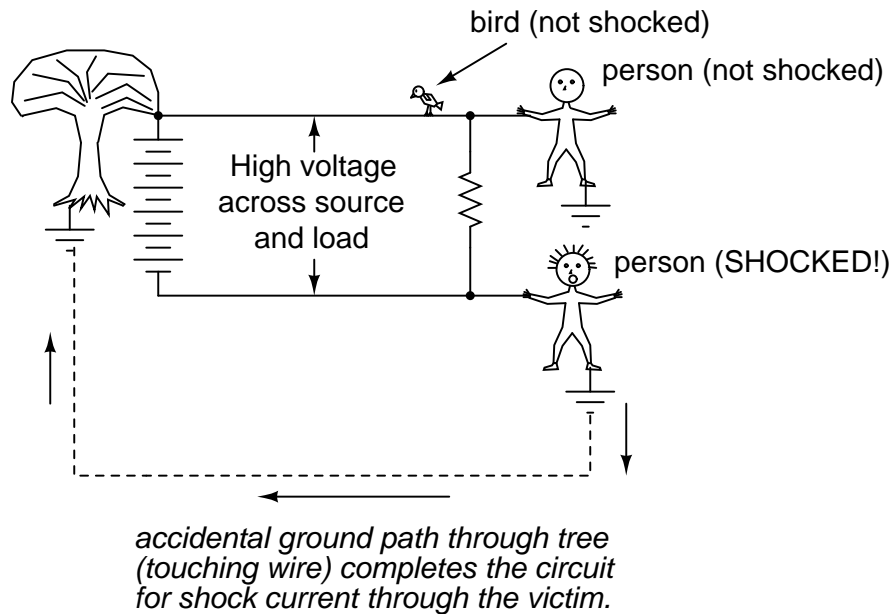 bird (not shocked)
person (not shocked)
High voltage
across source
and load
person (SHOCKED!)
accidental ground path through tree
(touching wire) completes the circuit
for shock current through the victim.